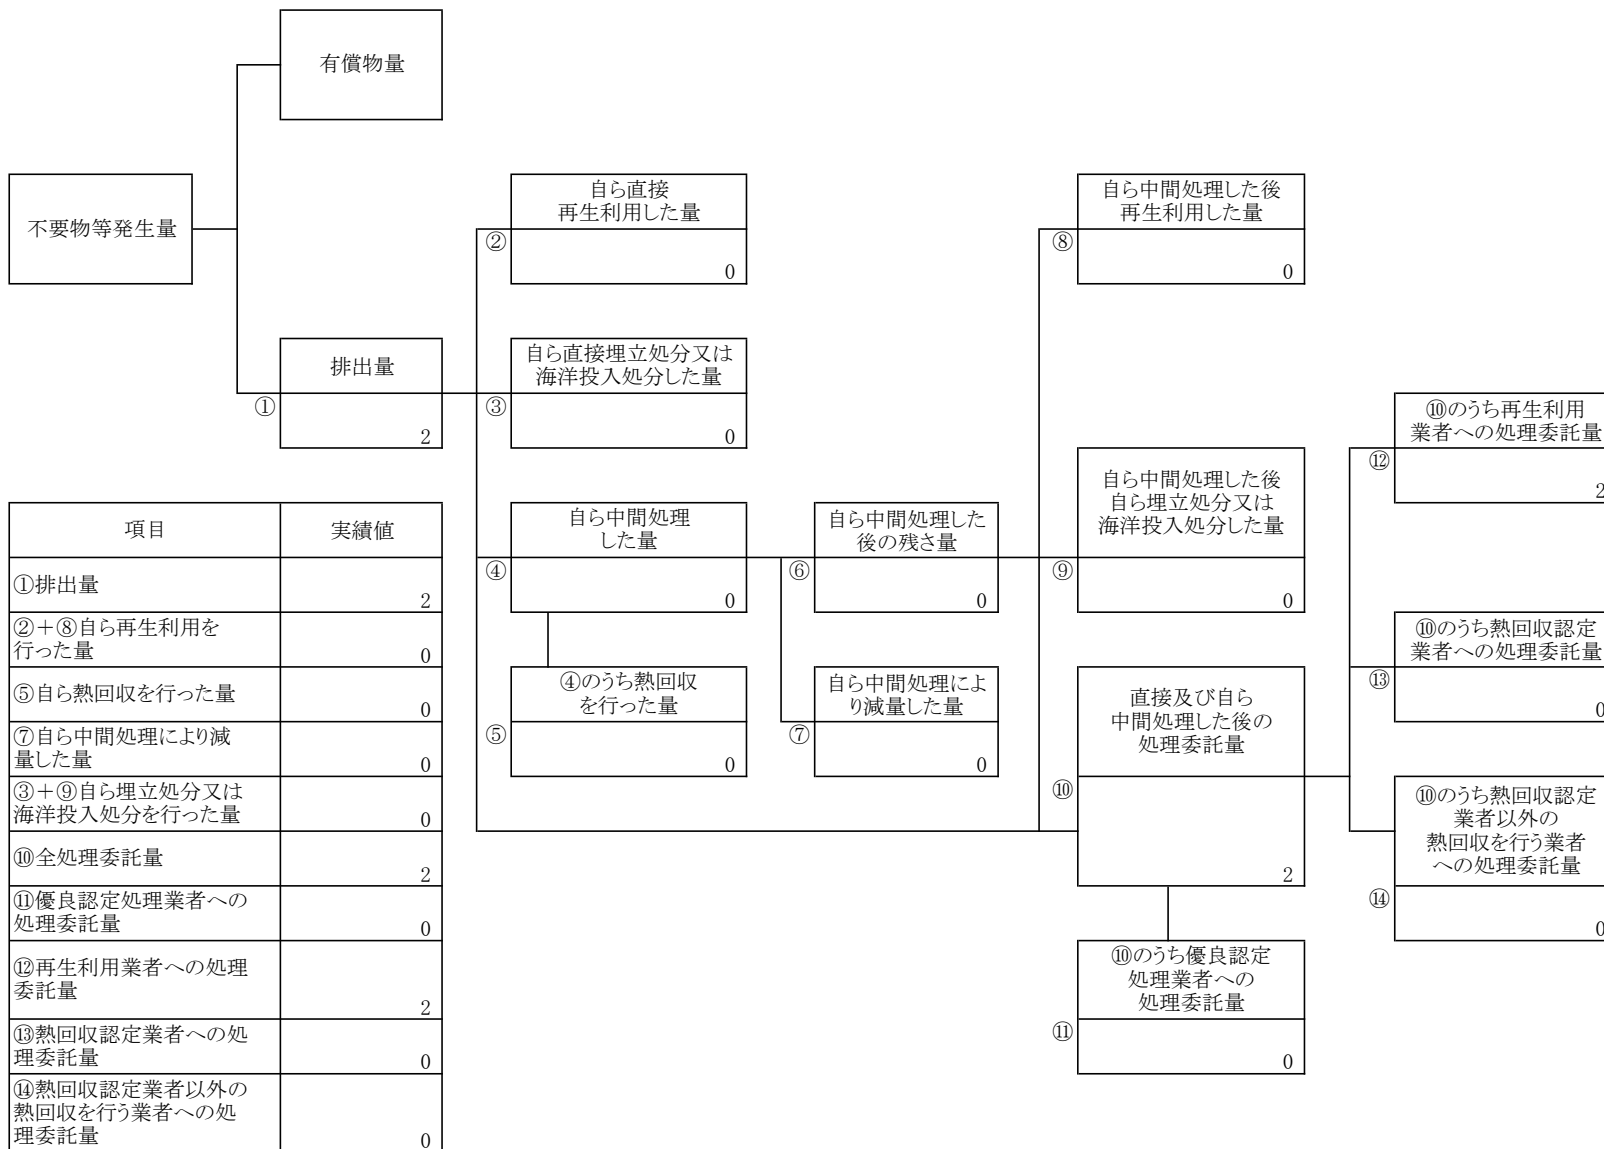 有償物量
不要物等発生量
自ら直接
再生利用した量
②
0
自ら中間処理した後
再生利用した量
⑧
0
排出量
①
2
自ら直接埋立処分又は
海洋投入処分した量
③
0
⑩のうち再生利用
業者への処理委託量
⑫
2
自ら中間処理
した量
④
0
自ら中間処理した
後の残さ量
⑥
0
自ら中間処理した後
自ら埋立処分又は
海洋投入処分した量
⑨
0
⑩のうち熱回収認定
業者への処理委託量
⑬
0
④のうち熱回収
を行った量
⑤
0
自ら中間処理によ
り減量した量
⑦
0
直接及び自ら
中間処理した後の
処理委託量
⑩
2
⑩のうち熱回収認定
業者以外の
熱回収を行う業者
への処理委託量
⑭
0
⑩のうち優良認定
処理業者への
処理委託量
⑪
0
項目 実績値
①排出量
2
②＋⑧自ら再生利用を
行った量
0
⑤自ら熱回収を行った量
0
⑦自ら中間処理により減
量した量
0
③＋⑨自ら埋立処分又は
海洋投入処分を行った量
0
⑩全処理委託量
2
⑪優良認定処理業者への
処理委託量
0
⑫再生利用業者への処理
委託量
2
⑬熱回収認定業者への処
理委託量
0
⑭熱回収認定業者以外の
熱回収を行う業者への処
理委託量
0